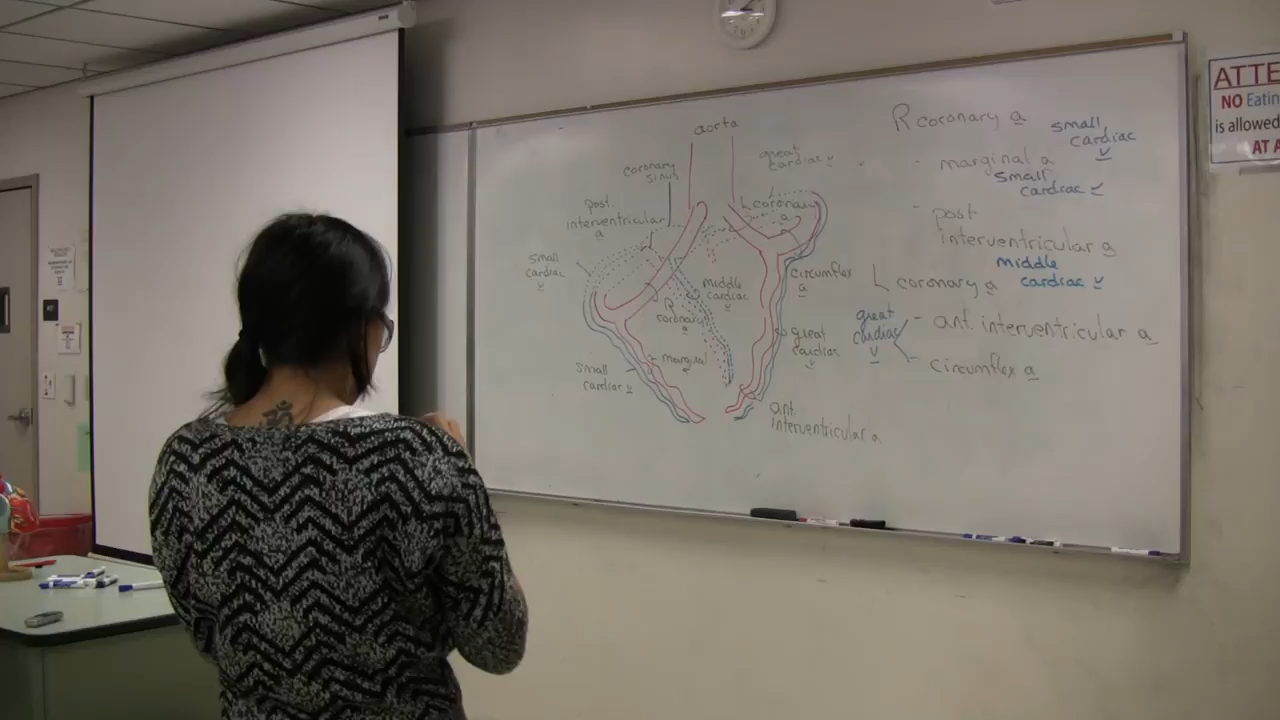 aorta
great
cardiac v
coronary
sinus
post.
interventricular
a
L coronary
a
small
cardiac
v
middle
cardiac
v
circumflex
a
R
coronary
a
great
cardiac
v
marginal
a
small
cardiac v
ant.
interventricular a
R coronary a
small
cardiac
v
- marginal a
small
cardiac v
- post
interventricular a
middle
cardiac v
L coronary a
great
cardiac
v
- ant. interventricular a
- circumflex a
ATTE
NO Eatin
is allowed
AT A